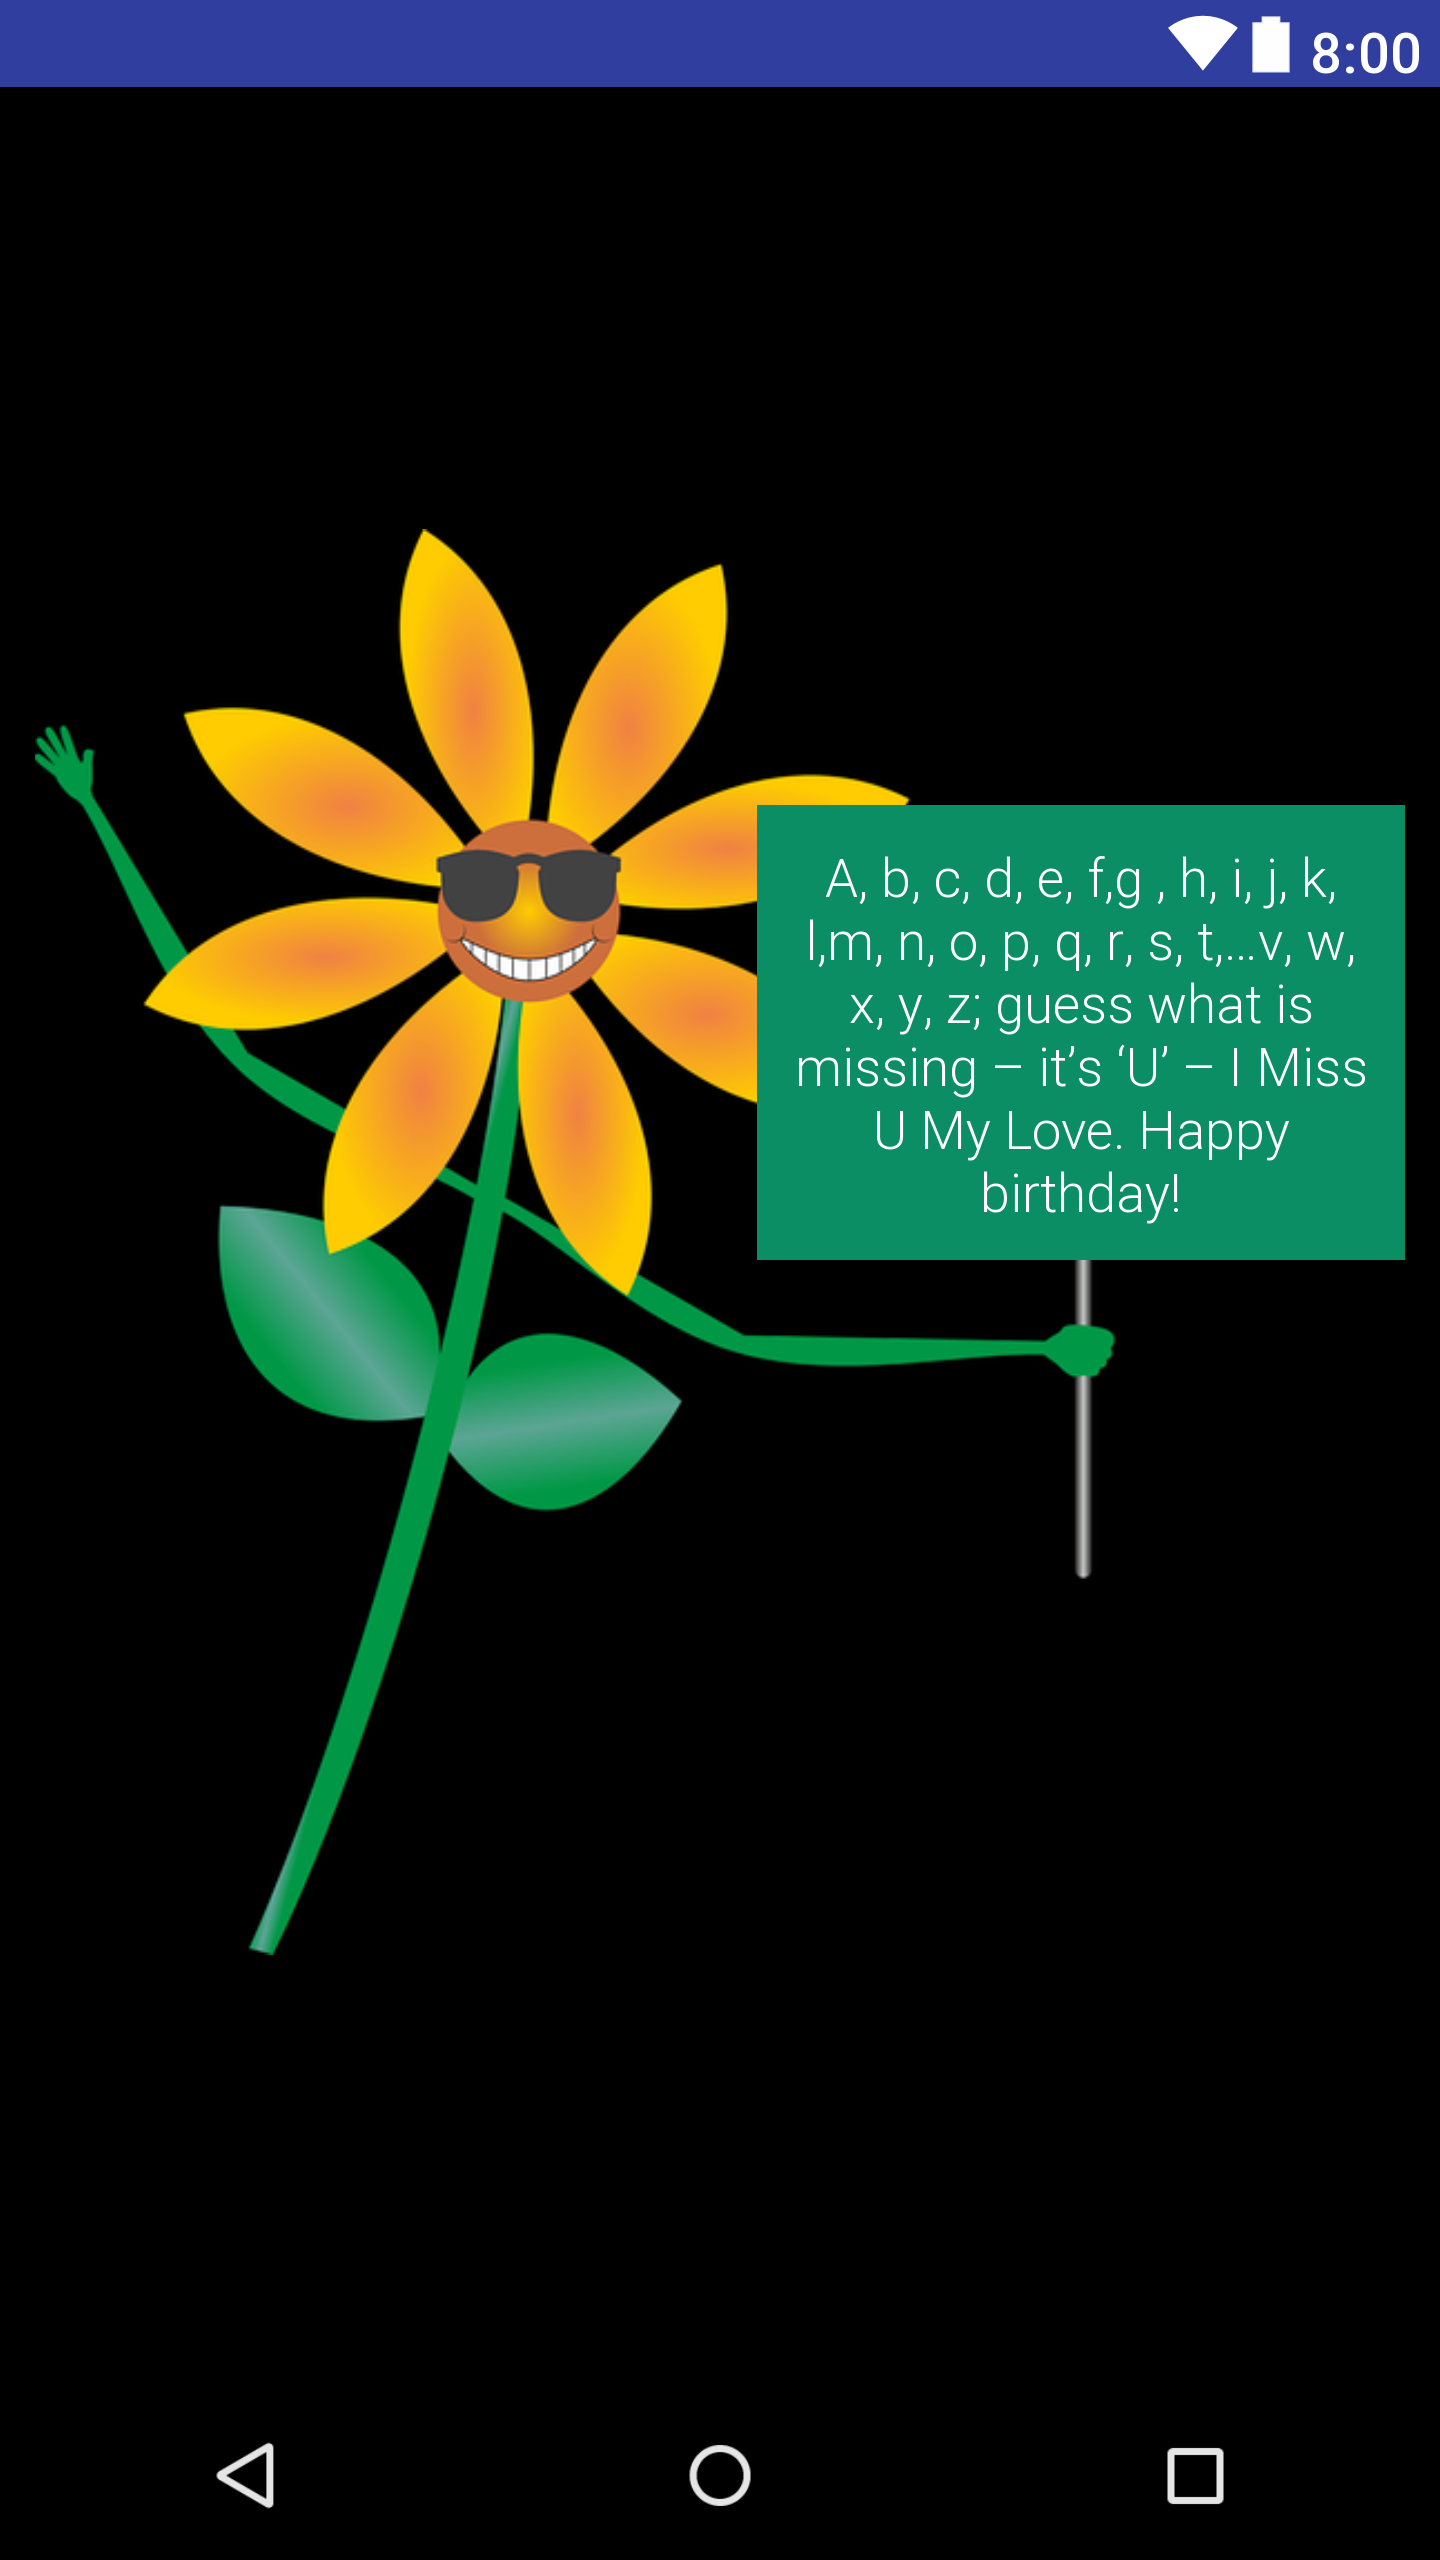 8:00
A, b, c, d, e, f,g , h, i, j, k,
l,m, n, o, p, q, r, s, t,...v, w,
x, y, z; guess what is
missing – it’s ‘U’ – I Miss
U My Love. Happy
birthday!